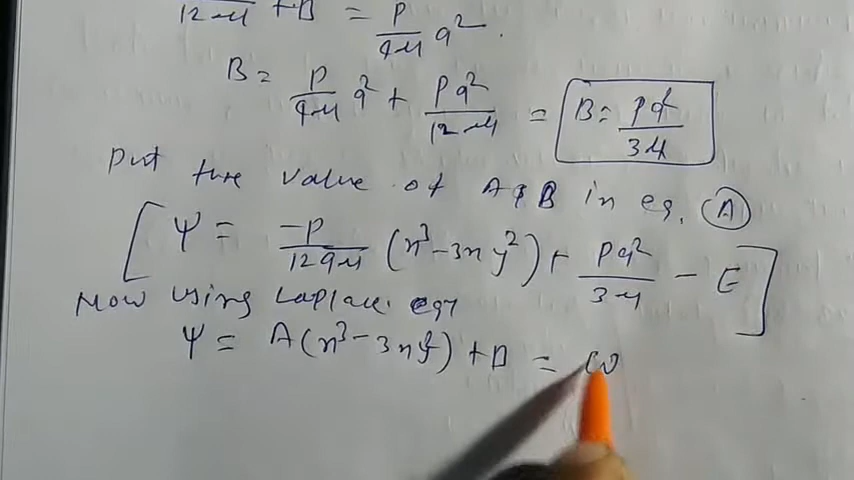 12μ + B = P/4μ a².
B = P/4μ a² + Pa²/12μ = B = Pa²/3μ
Put the value of A & B in eq. (A)
[ψ = -P/12aμ (x³ - 3xy²) + Pa²/3μ - E]
Now using Laplace eqn
ψ = A(x³ - 3xy²) + B = ω